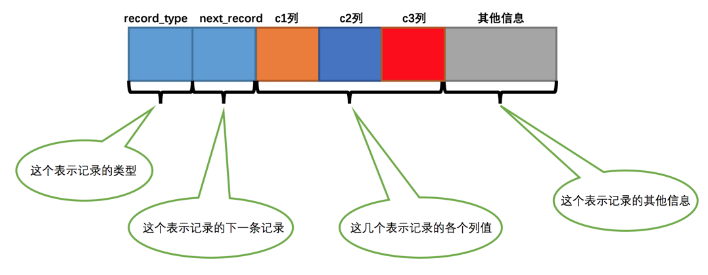 record_type next_record c1列 c2列 c3列 其他信息
这个表示记录的类型
这个表示记录的下一条记录
这几个表示记录的各个列值
这个表示记录的其他信息